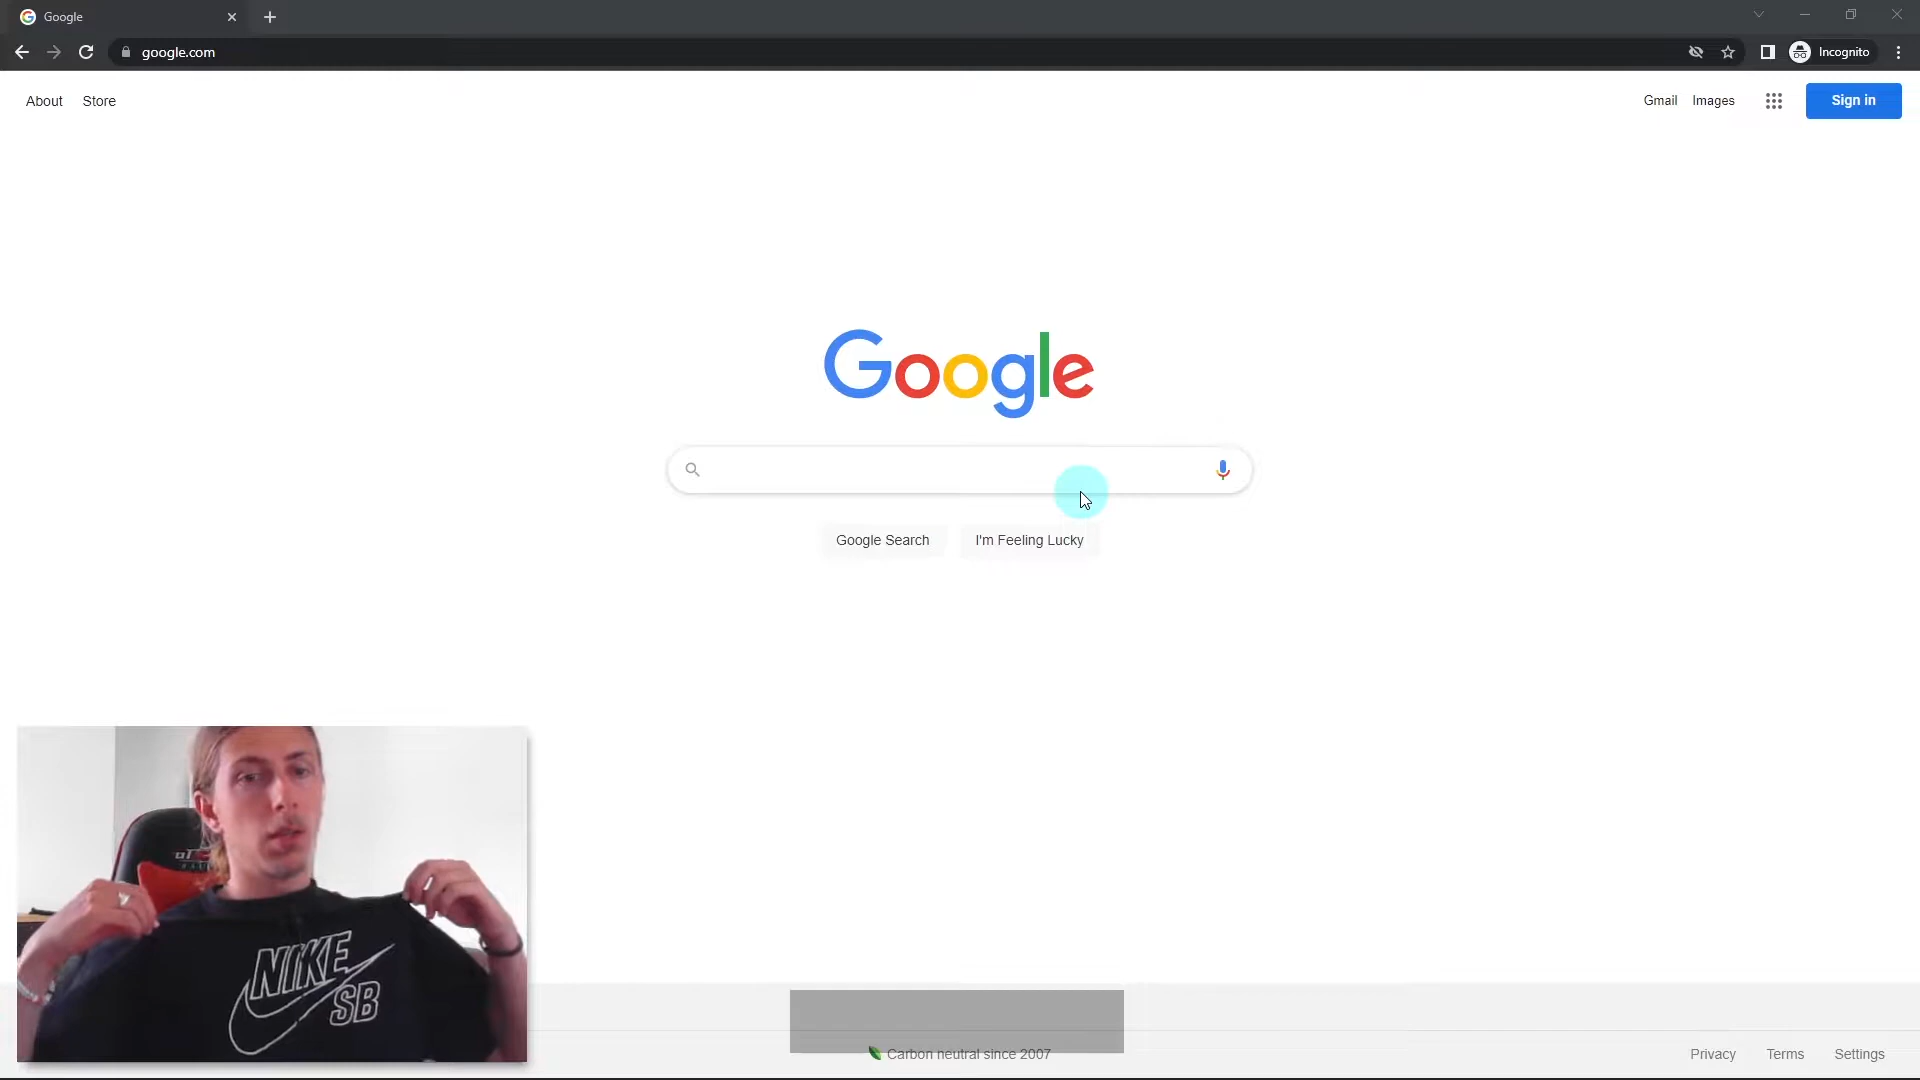 Google
google.com
Incognito
About
Store
Gmail
Images
Sign in
Google
Google Search
I'm Feeling Lucky
NIKE
SB
Carbon neutral since 2007
Privacy
Terms
Settings